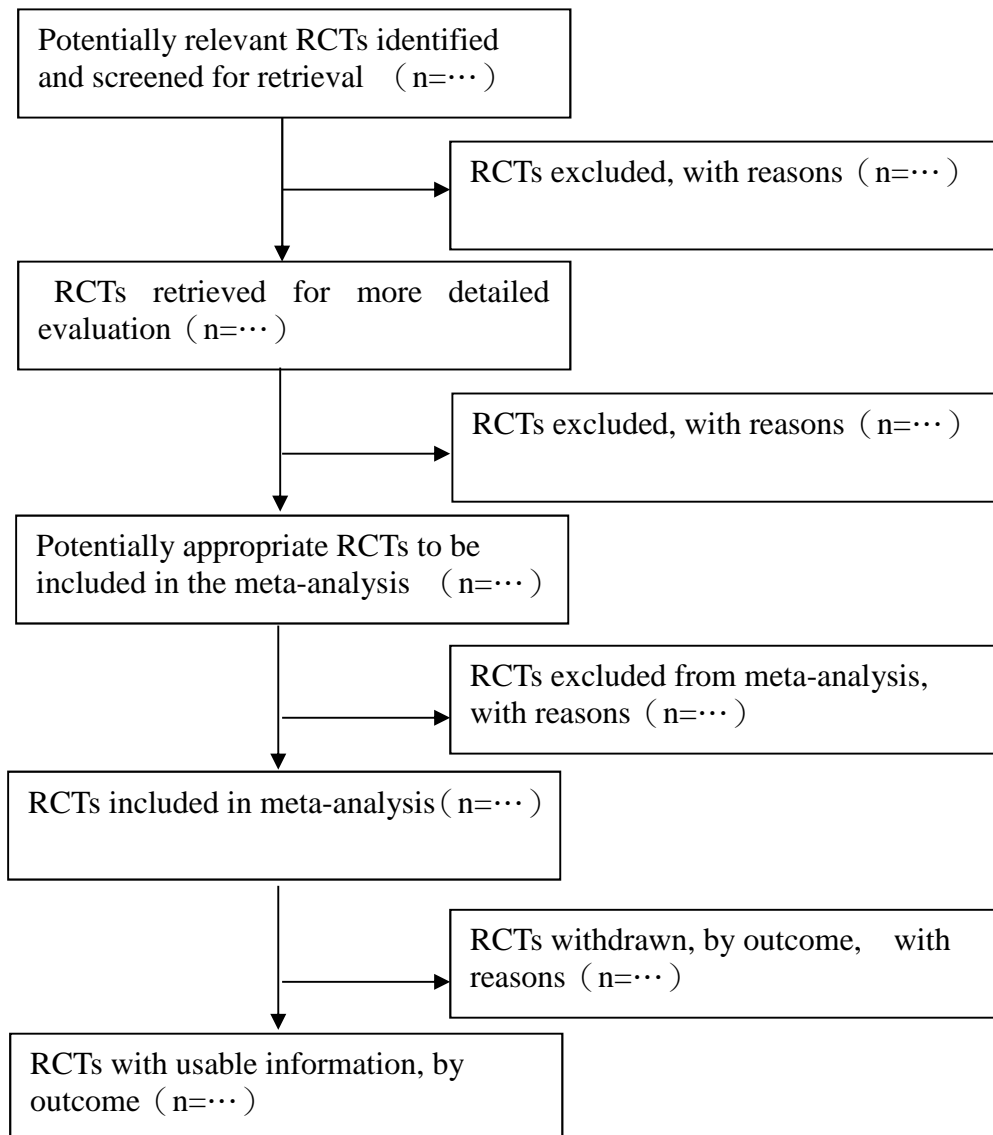 Potentially relevant RCTs identified
and screened for retrieval （n=…）
RCTs excluded, with reasons（n=…）
RCTs retrieved for more detailed
evaluation（n=…）
RCTs excluded, with reasons（n=…）
Potentially appropriate RCTs to be
included in the meta-analysis （n=…）
RCTs excluded from meta-analysis,
with reasons（n=…）
RCTs included in meta-analysis（n=…）
RCTs withdrawn, by outcome, with
reasons（n=…）
RCTs with usable information, by
outcome（n=…）